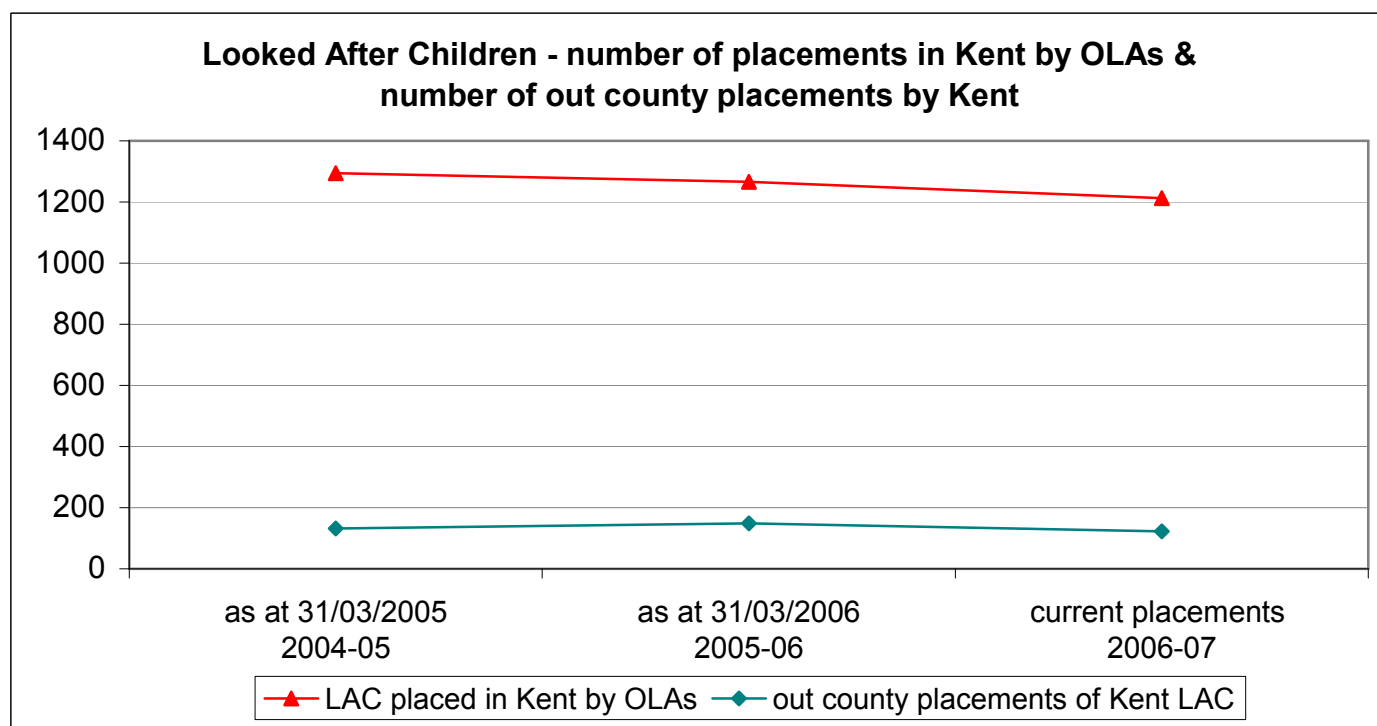 Looked After Children - number of placements in Kent by OLAs &
number of out county placements by Kent
1400
1200
1000
800
600
400
200
0
as at 31/03/2005
2004-05
as at 31/03/2006
2005-06
current placements
2006-07
LAC placed in Kent by OLAs
out county placements of Kent LAC